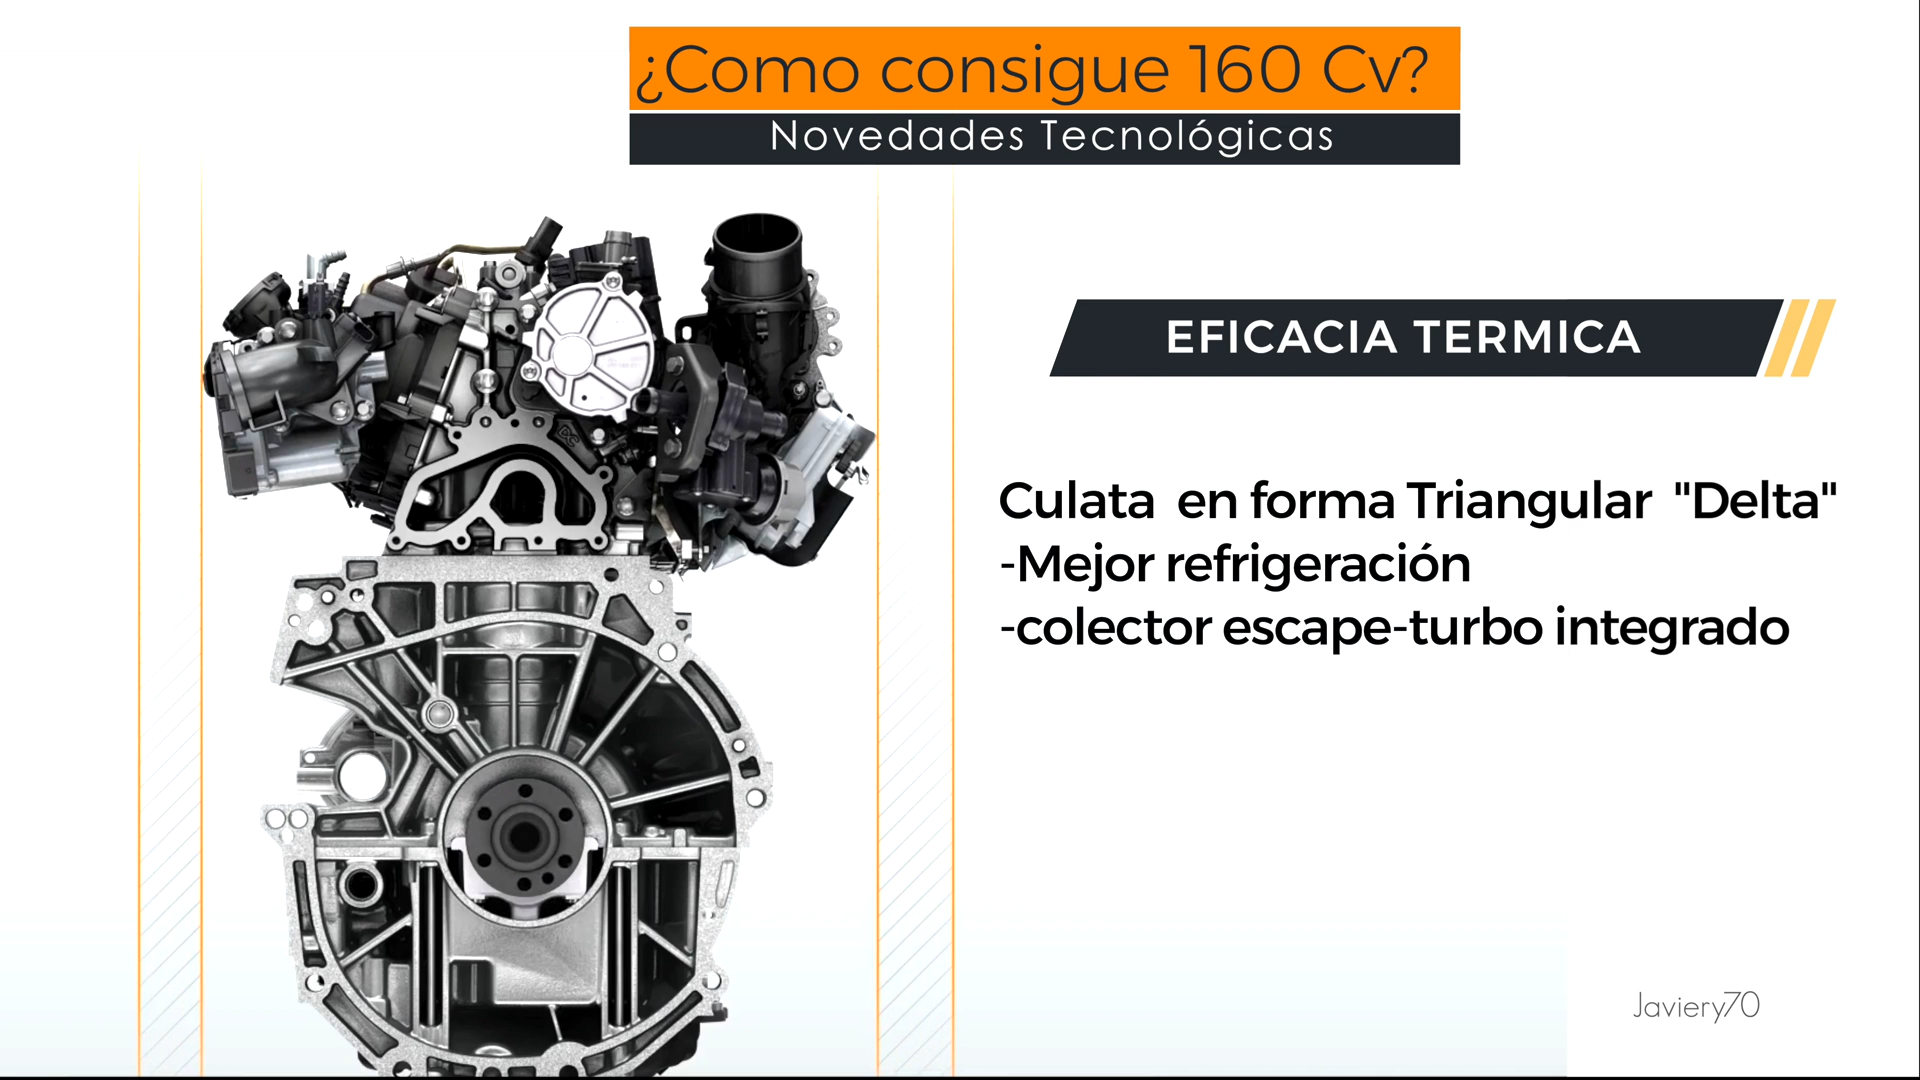 ¿Como consigue 160 Cv?
Novedades Tecnológicas
EFICACIA TERMICA
Culata en forma Triangular "Delta"
-Mejor refrigeración
-colector escape-turbo integrado
Javiery70